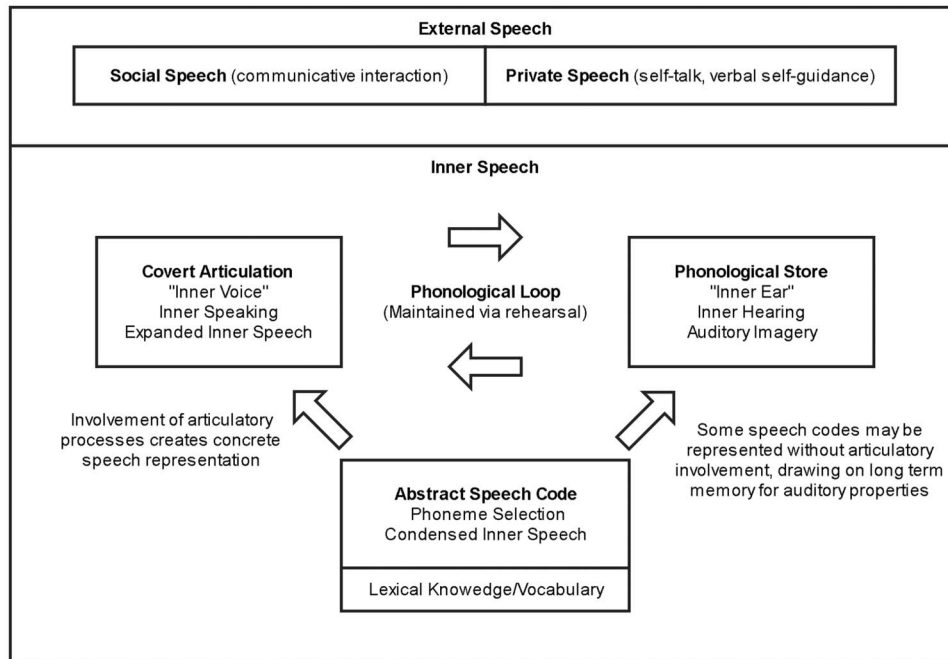 External Speech
Social Speech (communicative interaction)
Private Speech (self-talk, verbal self-guidance)
Inner Speech
Covert Articulation
"Inner Voice"
Inner Speaking
Expanded Inner Speech
Phonological Loop
(Maintained via rehearsal)
Phonological Store
"Inner Ear"
Inner Hearing
Auditory Imagery
Involvement of articulatory
processes creates concrete
speech representation
Some speech codes may be
represented without articulatory
involvement, drawing on long term
memory for auditory properties
Abstract Speech Code
Phoneme Selection
Condensed Inner Speech
Lexical Knowedge/Vocabulary